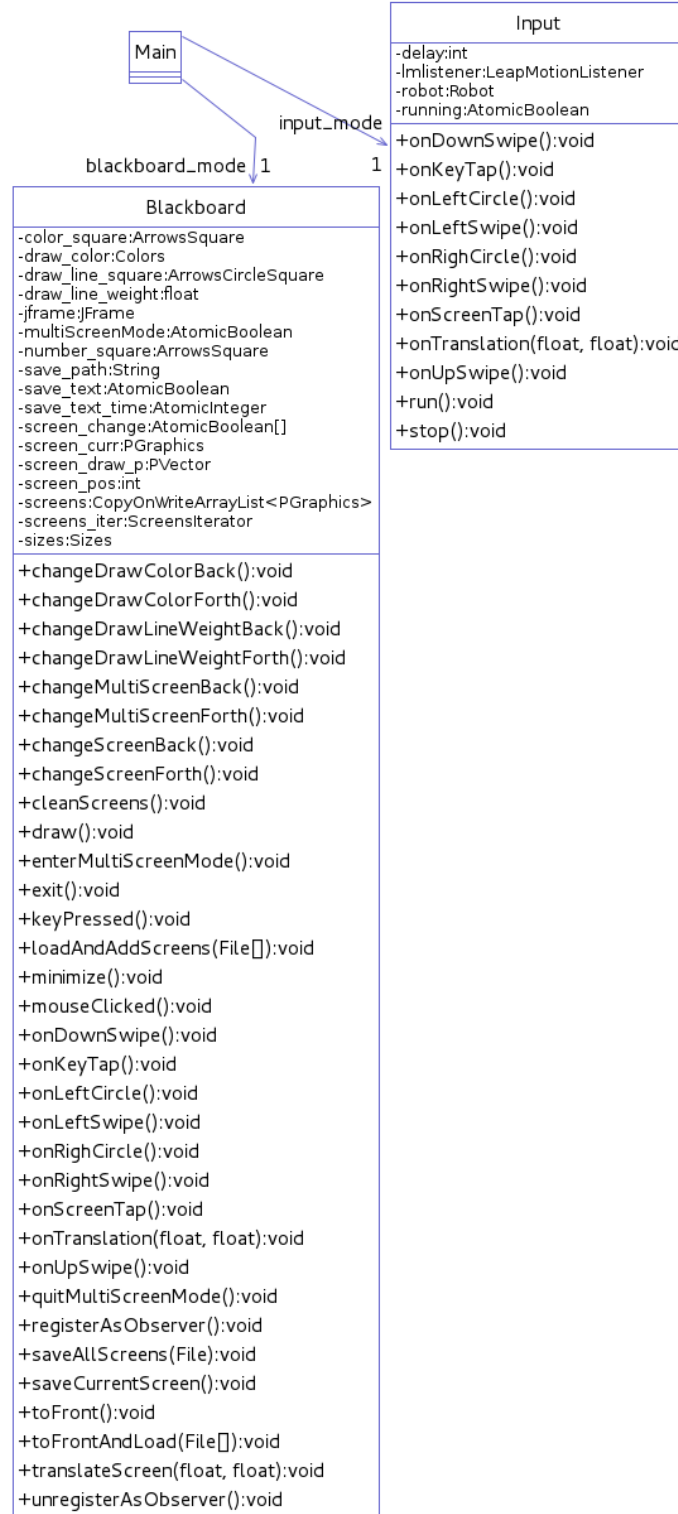 Main
input_mode
1
blackboard_mode 1
Input
-delay:int
-lmlistener:LeapMotionListener
-robot:Robot
-running:AtomicBoolean
+onDownSwipe():void
+onKeyTap():void
+onLeftCircle():void
+onLeftSwipe():void
+onRighCircle():void
+onRightSwipe():void
+onScreenTap():void
+onTranslation(float, float):void
+onUpSwipe():void
+run():void
+stop():void
Blackboard
-color_square:ArrowsSquare
-draw_color:Colors
-draw_line_square:ArrowsCircleSquare
-draw_line_weight:float
-jframe:JFrame
-multiScreenMode:AtomicBoolean
-number_square:ArrowsSquare
-save_path:String
-save_text:AtomicBoolean
-save_text_time:AtomicInteger
-screen_change:AtomicBoolean[]
-screen_curr:PGraphics
-screen_draw_p:PVector
-screen_pos:int
-screens:CopyOnWriteArrayList<PGraphics>
-screens_iter:ScreensIterator
-sizes:Sizes
+changeDrawColorBack():void
+changeDrawColorForth():void
+changeDrawLineWeightBack():void
+changeDrawLineWeightForth():void
+changeMultiScreenBack():void
+changeMultiScreenForth():void
+changeScreenBack():void
+changeScreenForth():void
+cleanScreens():void
+draw():void
+enterMultiScreenMode():void
+exit():void
+keyPressed():void
+loadAndAddScreens(File[]):void
+minimize():void
+mouseClicked():void
+onDownSwipe():void
+onKeyTap():void
+onLeftCircle():void
+onLeftSwipe():void
+onRighCircle():void
+onRightSwipe():void
+onScreenTap():void
+onTranslation(float, float):void
+onUpSwipe():void
+quitMultiScreenMode():void
+registerAsObserver():void
+saveAllScreens(File):void
+saveCurrentScreen():void
+toFront():void
+toFrontAndLoad(File[]):void
+translateScreen(float, float):void
+unregisterAsObserver():void